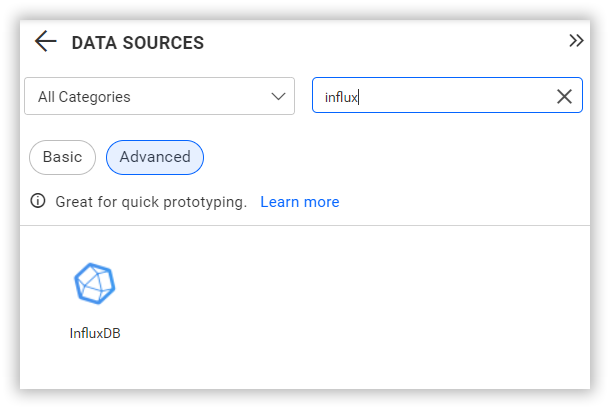 DATA SOURCES
All Categories
influx
Basic
Advanced
Great for quick prototyping. Learn more
InfluxDB